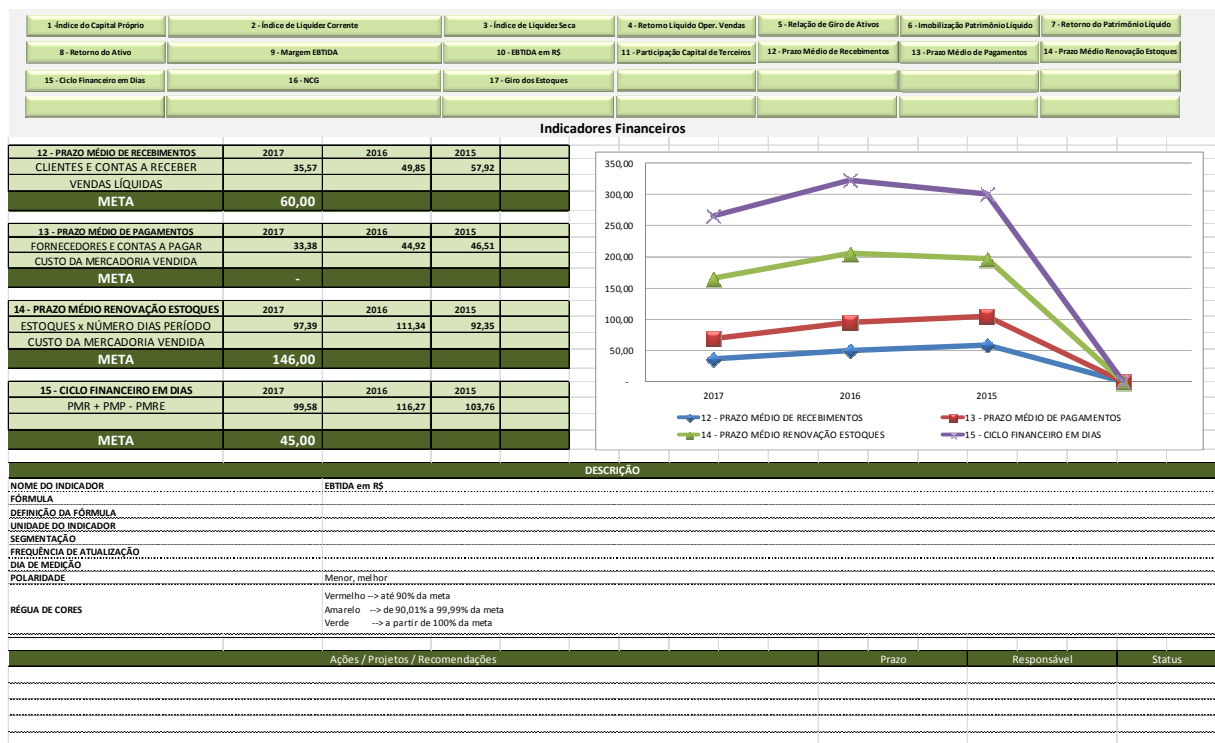 1 -Índice do Capital Próprio 2 - Índice de Liquidez Corrente 3 - Índice de Liquidez Seca 4 - Retorno Líquido Oper. Vendas 5 - Relação de Giro de Ativos 6 - Imobilização Patrimônio Líquido 7 - Retorno do Patrimônio Líquido
8 - Retorno do Ativo 9 - Margem EBTIDA 10 - EBTIDA em R$ 11 - Participação Capital de Terceiros 12 - Prazo Médio de Recebimentos 13 - Prazo Médio de Pagamentos 14 - Prazo Médio Renovação Estoques
15 - Ciclo Financeiro em Dias 16 - NCG 17 - Giro dos Estoques
Indicadores Financeiros
12 - PRAZO MÉDIO DE RECEBIMENTOS 2017 2016 2015
CLIENTES E CONTAS A RECEBER 35,57 49,85 57,92
VENDAS LÍQUIDAS
META 60,00
13 - PRAZO MÉDIO DE PAGAMENTOS 2017 2016 2015
FORNECEDORES E CONTAS A PAGAR 33,38 44,92 46,51
CUSTO DA MERCADORIA VENDIDA
META -
14 - PRAZO MÉDIO RENOVAÇÃO ESTOQUES 2017 2016 2015
ESTOQUES x NÚMERO DIAS PERÍODO 97,39 111,34 92,35
CUSTO DA MERCADORIA VENDIDA
META 146,00
15 - CICLO FINANCEIRO EM DIAS 2017 2016 2015
PMR + PMP - PMRE 99,58 116,27 103,76
META 45,00
350,00
300,00
250,00
200,00
150,00
100,00
50,00
-
2017 2016 2015
12 - PRAZO MÉDIO DE RECEBIMENTOS 13 - PRAZO MÉDIO DE PAGAMENTOS
14 - PRAZO MÉDIO RENOVAÇÃO ESTOQUES 15 - CICLO FINANCEIRO EM DIAS
DESCRIÇÃO
NOME DO INDICADOR EBTIDA em R$
FÓRMULA
DEFINIÇÃO DA FÓRMULA
UNIDADE DO INDICADOR
SEGMENTAÇÃO
FREQUÊNCIA DE ATUALIZAÇÃO
DIA DE MEDIÇÃO
POLARIDADE Menor, melhor
RÉGUA DE CORES
Vermelho --> até 90% da meta
Amarelo --> de 90,01% a 99,99% da meta
Verde --> a partir de 100% da meta
Ações / Projetos / Recomendações Prazo Responsável Status